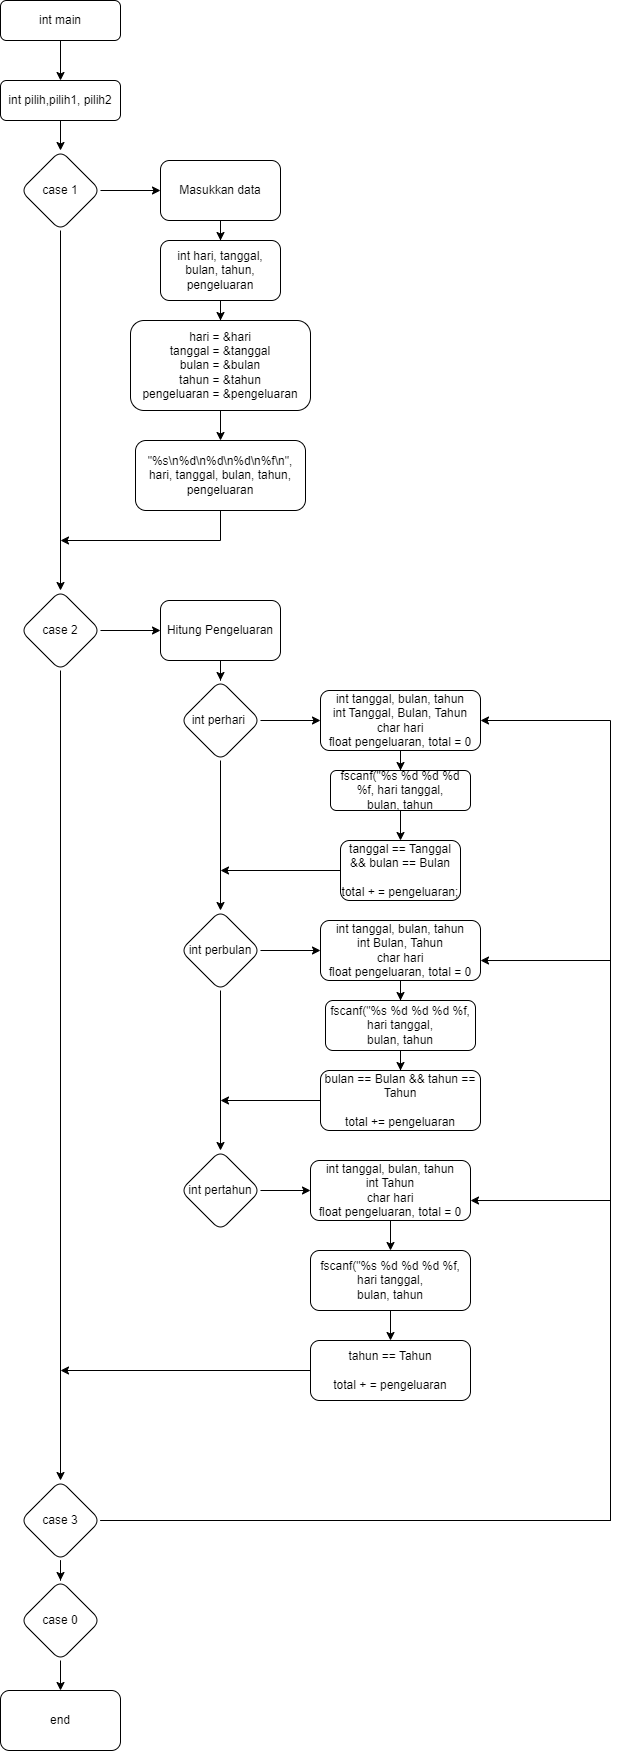 int main
int pilih,pilih1, pilih2
case 1
Masukkan data
int hari, tanggal,
bulan, tahun,
pengeluaran
hari = &hari
tanggal = &tanggal
bulan = &bulan
tahun = &tahun
pengeluaran = &pengeluaran
"%s\n%d\n%d\n%d\n%f\n",
hari, tanggal, bulan, tahun,
pengeluaran
case 2
Hitung Pengeluaran
int perhari
int tanggal, bulan, tahun
int Tanggal, Bulan, Tahun
char hari
float pengeluaran, total = 0
fscanf("%s %d %d %d
%f, hari tanggal,
bulan, tahun
tanggal == Tanggal
&& bulan == Bulan
total + = pengeluaran;
int perbulan
int tanggal, bulan, tahun
int Bulan, Tahun
char hari
float pengeluaran, total = 0
fscanf("%s %d %d %d %f,
hari tanggal,
bulan, tahun
bulan == Bulan && tahun ==
Tahun
total += pengeluaran
int pertahun
int tanggal, bulan, tahun
int Tahun
char hari
float pengeluaran, total = 0
fscanf("%s %d %d %d %f,
hari tanggal,
bulan, tahun
tahun == Tahun
total + = pengeluaran
case 3
case 0
end